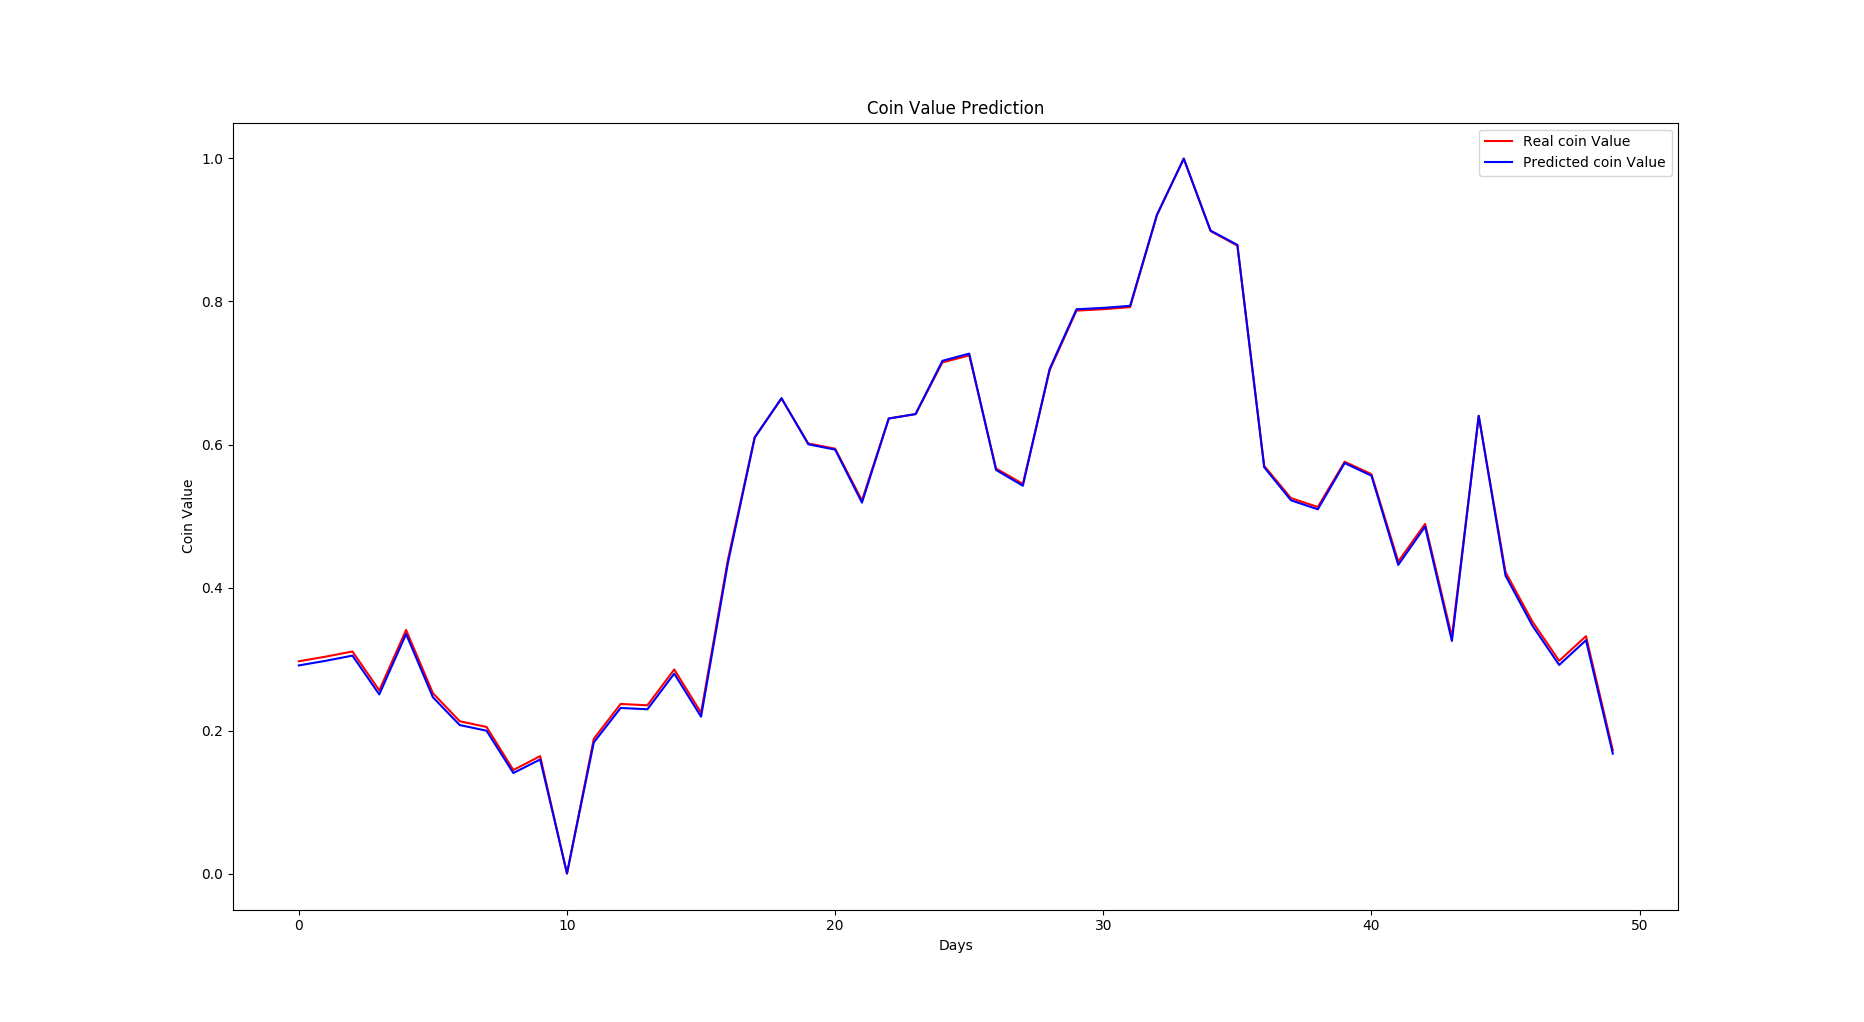 Coin Value Prediction
Real coin Value
Predicted coin Value
1.0
0.8
0.6
0.4
0.2
0.0
Coin Value
0 10 20 30 40 50
Days